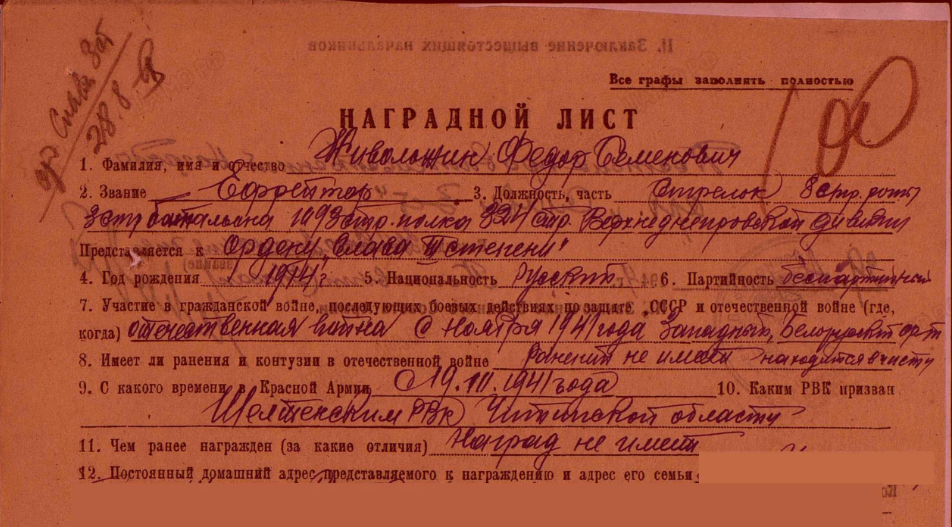 Все графы заполнять полностью
НАГРАДНОЙ ЛИСТ
1. Фамилия, имя и отчество Федор Семенович
2. Звание Ефрейтор 3. Должность, часть Стрелок 8 стр. роты
3 стр. батальона 1093 стр. полка 324 стр. Верхнеднепровской дивизии
Представляется к Ордену "Слава III степени"
4. Год рождения 1914 г. 5. Национальность русский 6. Партийность беспартийный
7. Участие в гражданской войне, последующих боевых действиях по защите СССР и отечественной войне (где,
когда) отечественная война с ноября 1941 года Западный, Белорусский фр-т
8. Имеет ли ранения и контузии в отечественной войне ранений не имеет находится в части
9. С какого времени в Красной Армии с 1941 года 10. Каким РВК призван
РВК Читинской области
11. Чем ранее награжден (за какие отличия) Наград не имеет
12. Постоянный домашний адрес представляемого к награждению и адрес его семьи
II. Заключение вышестоящих начальников
28.8